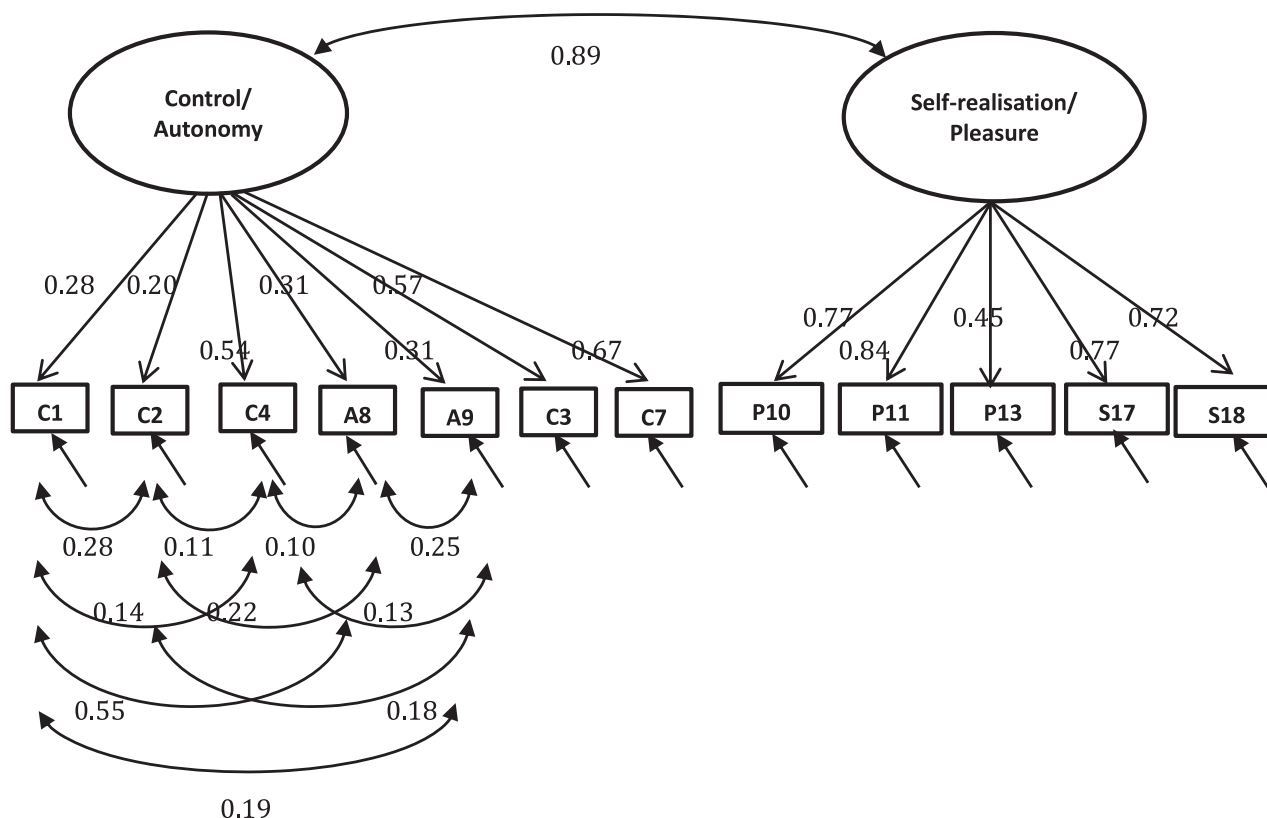 0.89
Control/
Autonomy
Self-realisation/
Pleasure
0.28 0.20 0.31 0.57
0.77 0.45 0.72
0.54 0.31 0.67 0.84 0.77
C1 C2 C4 A8 A9 C3 C7 P10 P11 P13 S17 S18
0.28 0.11 0.10 0.25
0.14 0.22 0.13
0.55 0.18
0.19